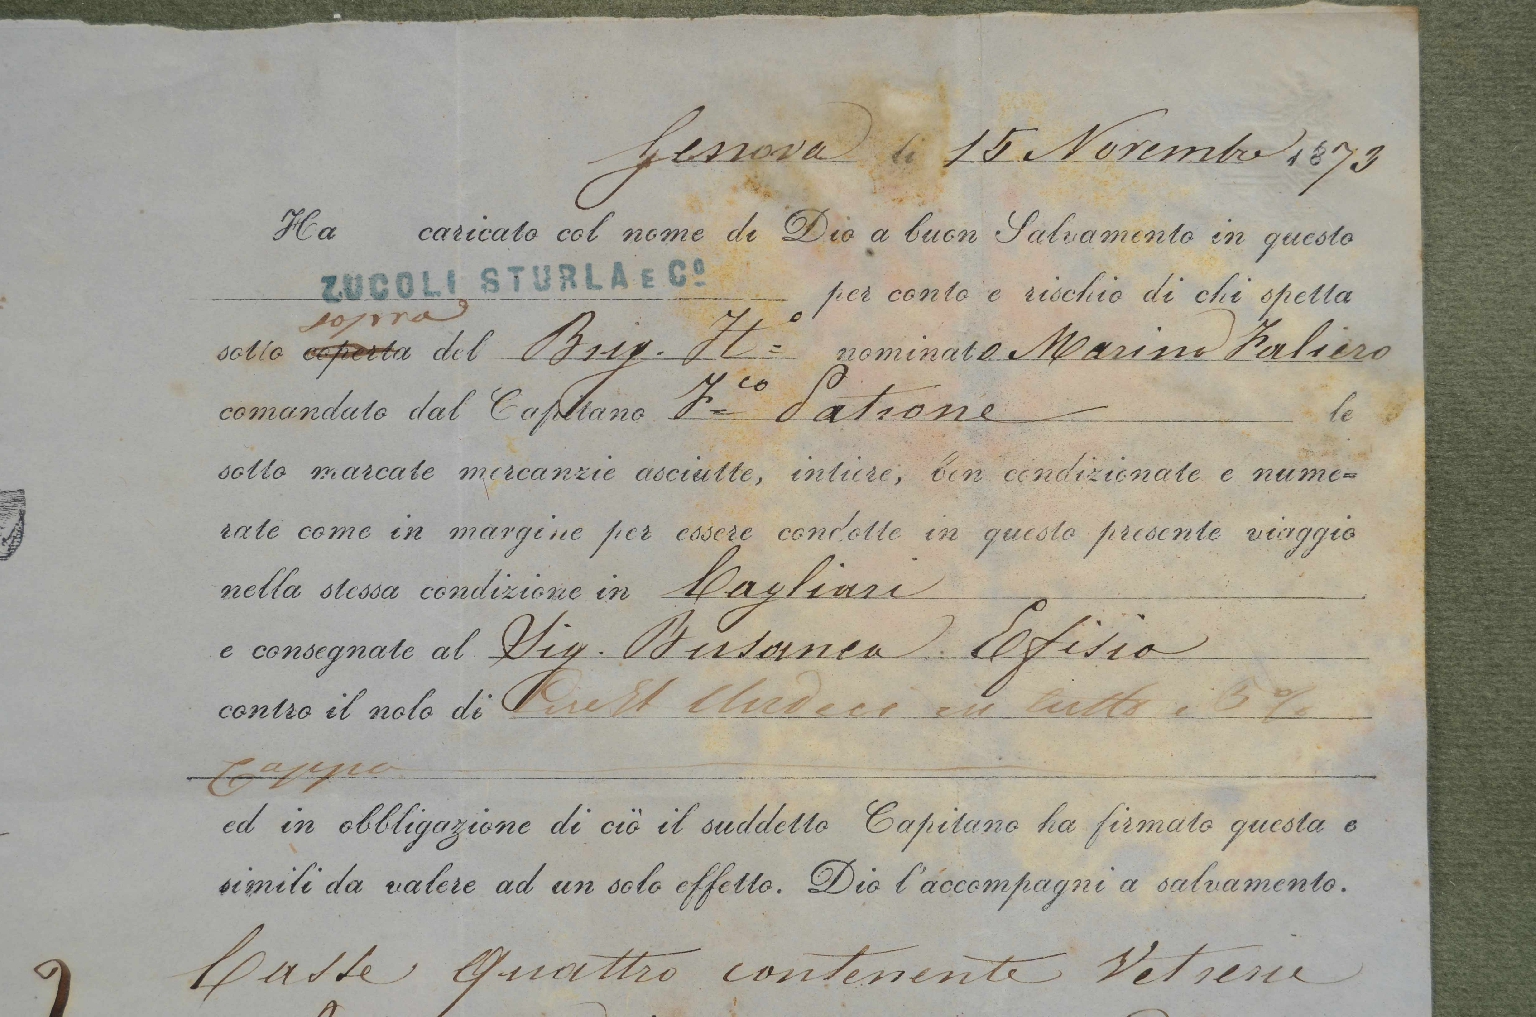 Genova li 15 Novembre 1873
Ha caricato col nome di Dio a buon Salvamento in questo
ZUCOLI STURLA E Cº
per conto e rischio di chi spetta
sopra
sotto coperta del Brig. It.º nominato Marino Faliero
comandato dal Capitano F.co Patrone le
sotto marcate mercanzie asciutte, intiere, ben condizionate e nume=
rate come in margine per essere condotte in questo presente viaggio
nella stessa condizione in Cagliari
e consegnate al Sig. Busanca Efisio
contro il nolo di in tutto e 5 %
Cappa
ed in obbligazione di ciò il suddetto Capitano ha firmato questa e
simili da valere ad un solo effetto. Dio l'accompagni a salvamento.
Casse Quattro contenente Vetrerie